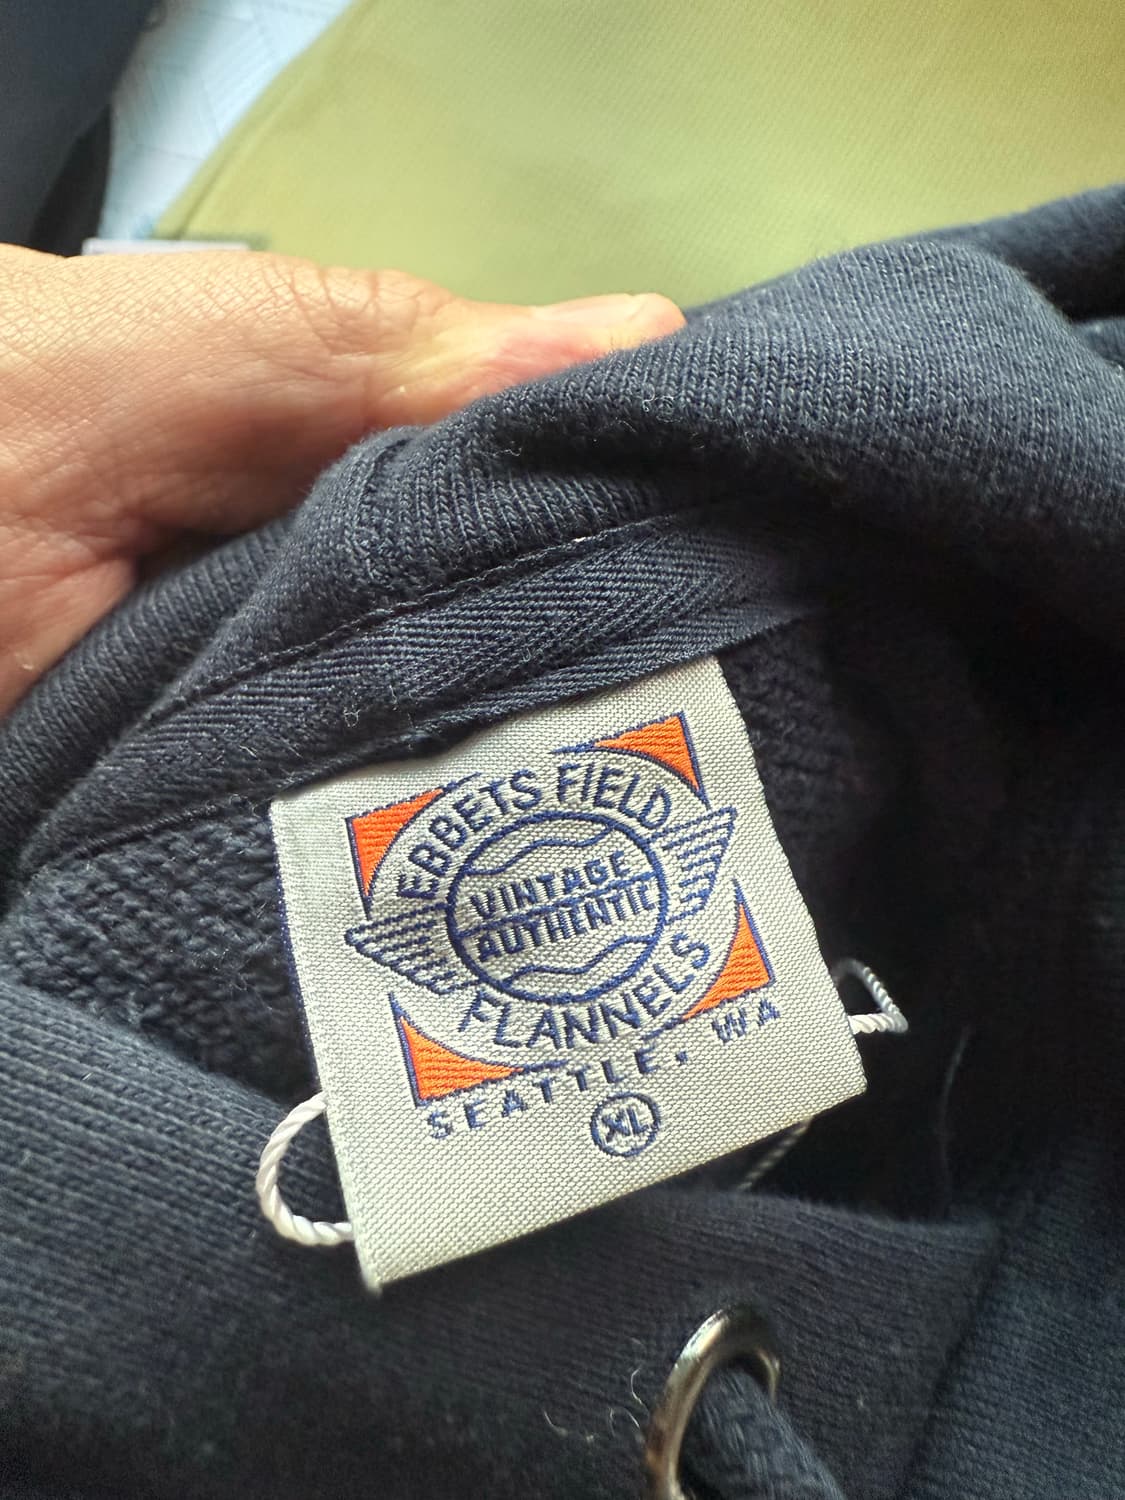 EBBETS FIELD
VINTAGE
AUTHENTIC
FLANNELS
SEATTLE. WA
XL